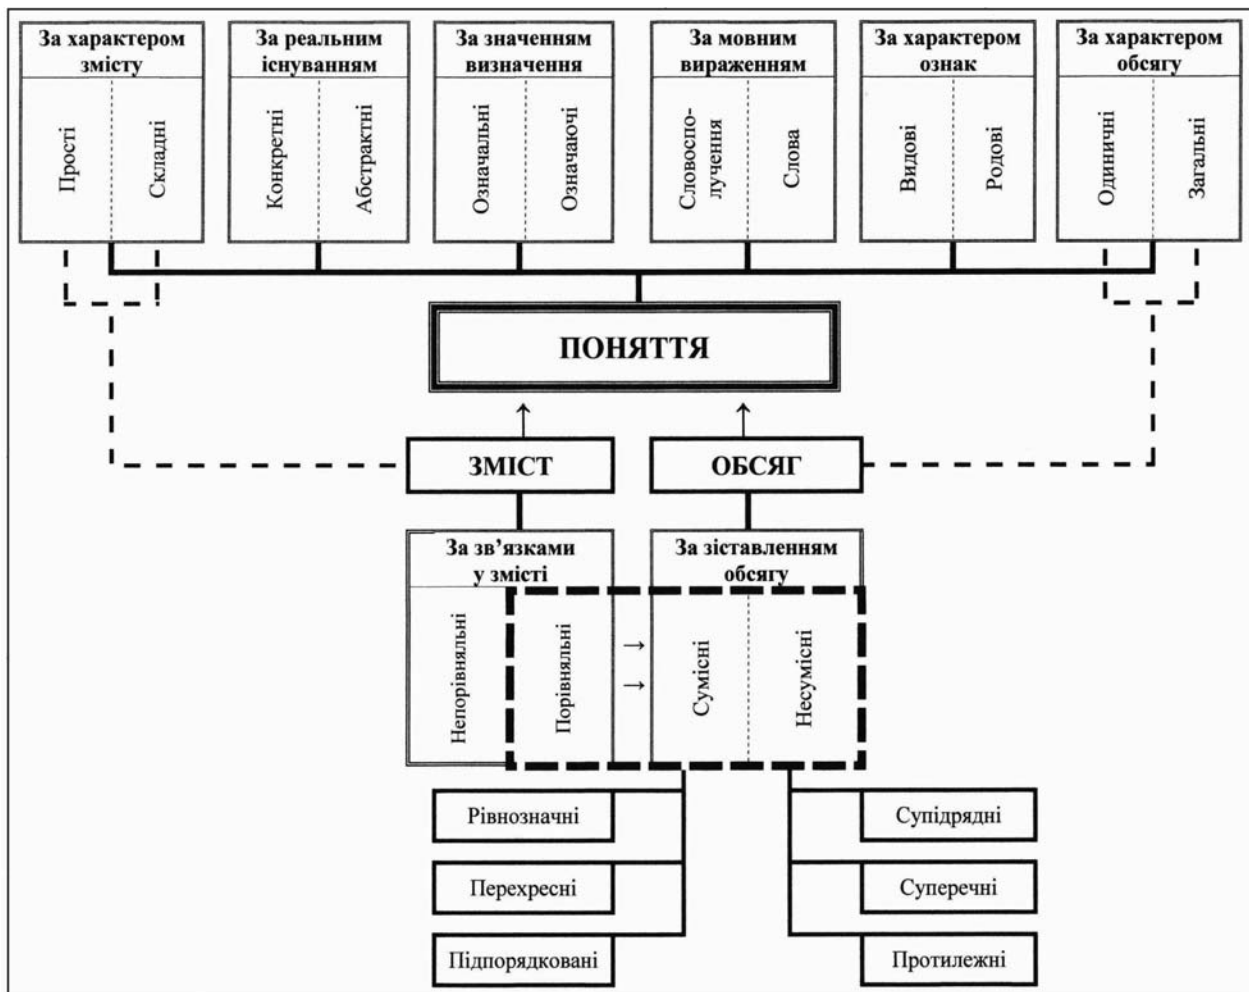 За характером
змісту
Прості
Складні
За реальним
існуванням
Конкретні
Абстрактні
За значенням
визначення
Означальні
Означаючі
За мовним
вираженням
Словоспо-
лучення
Слова
За характером
ознак
Видові
Родові
За характером
обсягу
Одиничні
Загальні
ПОНЯТТЯ
ЗМІСТ
ОБСЯГ
За зв’язками
у змісті
Непорівняльні
Порівняльні
За зіставленням
обсягу
Сумісні
Несумісні
Рівнозначні
Перехресні
Підпорядковані
Супідрядні
Суперечні
Протилежні